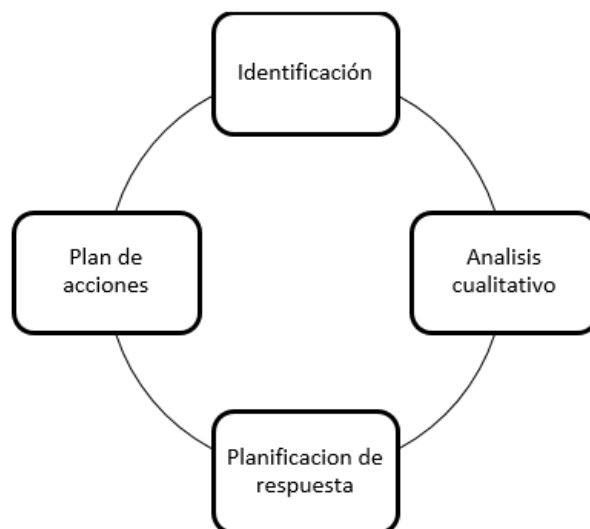 Identificación
Plan de
acciones
Analisis
cualitativo
Planificacion de
respuesta